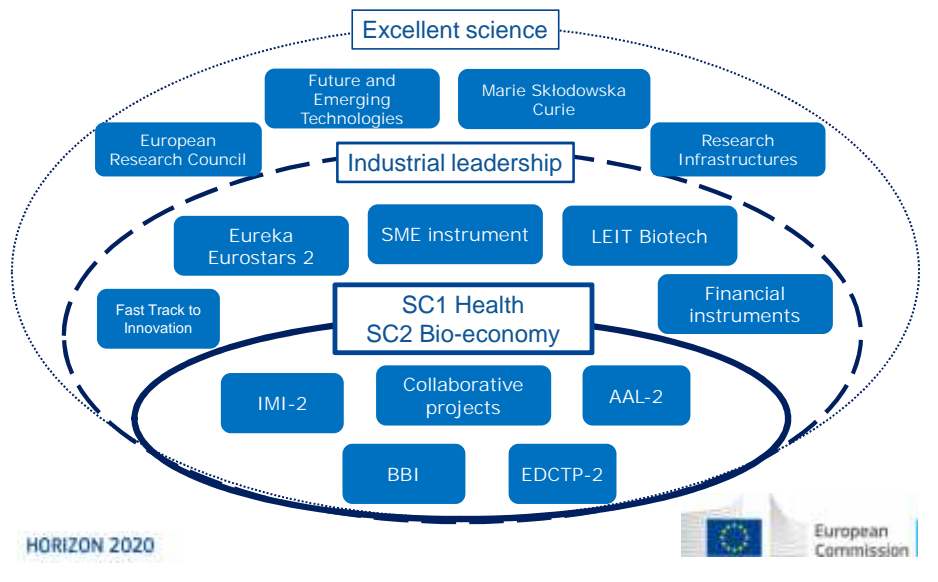 Excellent science
Future and
Emerging
Technologies
Marie Skłodowska
Curie
European
Research Council
Research
Infrastructures
Industrial leadership
Eureka
Eurostars 2
SME instrument
LEIT Biotech
Fast Track to
Innovation
SC1 Health
SC2 Bio-economy
Financial
instruments
IMI-2
Collaborative
projects
AAL-2
BBI
EDCTP-2
HORIZON 2020
European
Commission